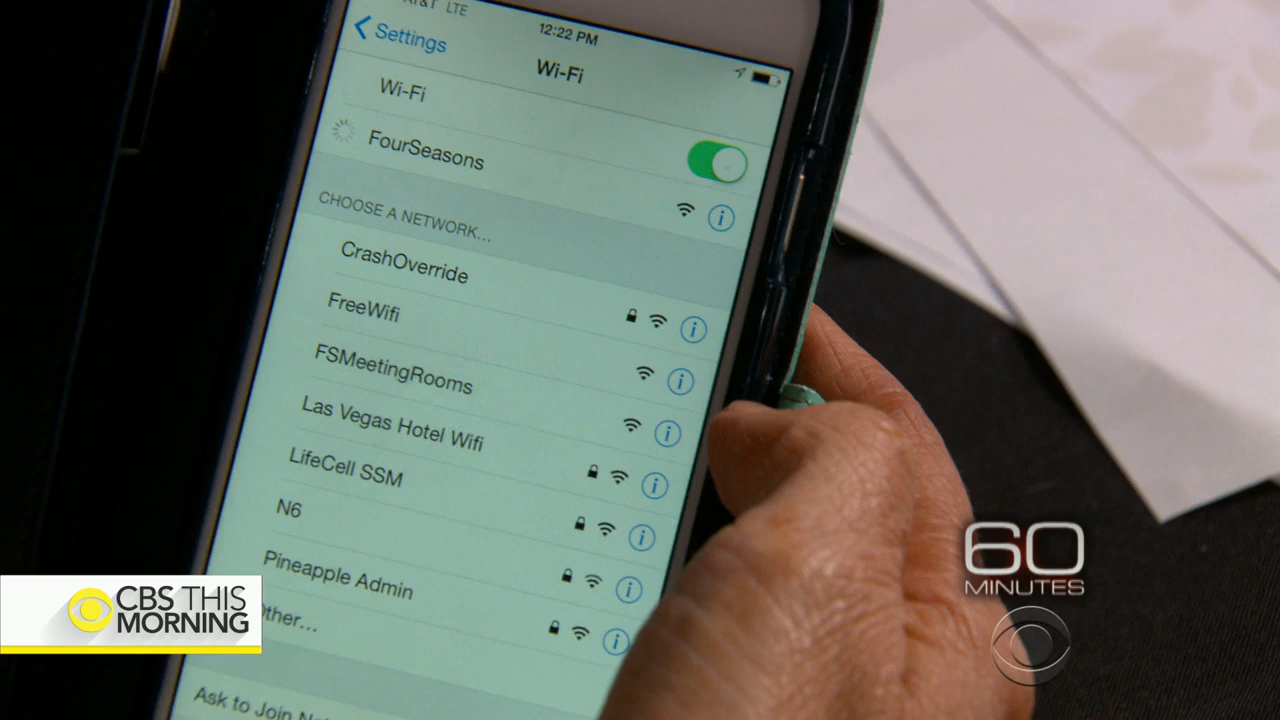 AT&T LTE 12:22 PM
Settings
Wi-Fi
Wi-Fi
FourSeasons
CHOOSE A NETWORK...
CrashOverride
FreeWifi
FSMeetingRooms
Las Vegas Hotel Wifi
LifeCell SSM
N6
Pineapple Admin
ther...
Ask to Join
CBS THIS
MORNING
60
MINUTES